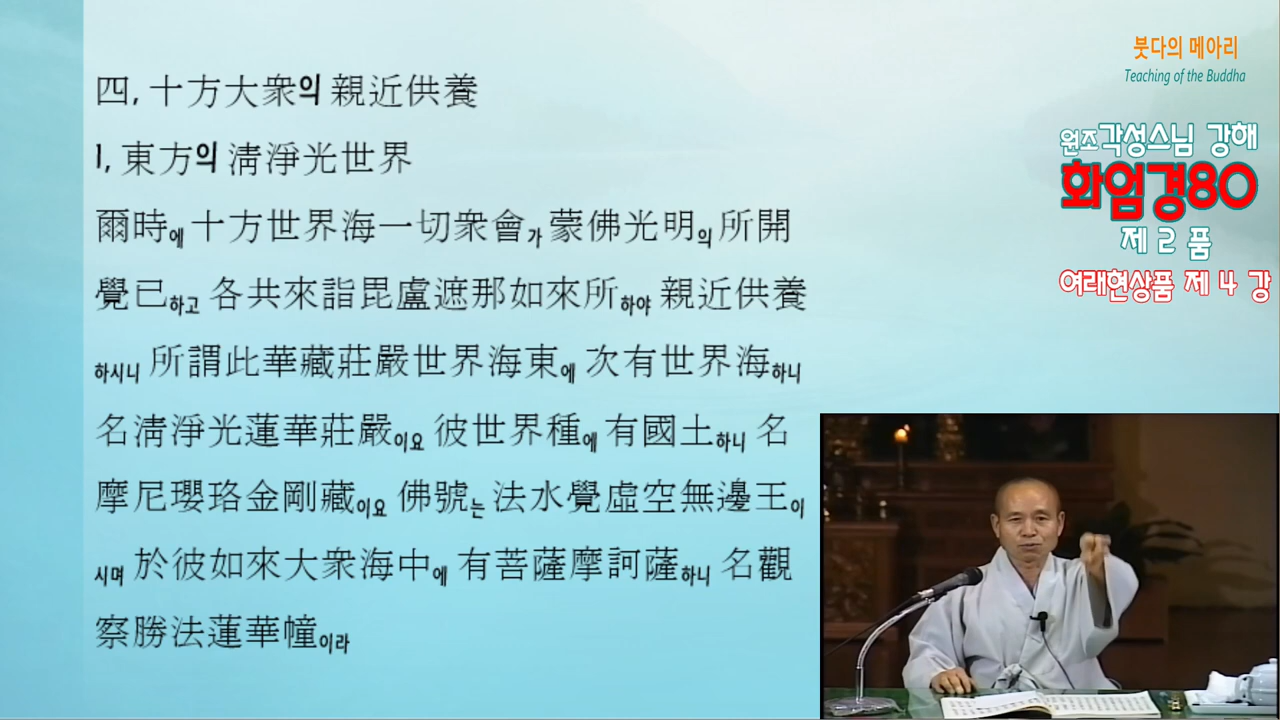 四, 十方大衆의 親近供養
1, 東方의 淸淨光世界
爾時에 十方世界海一切衆會가 蒙佛光明의 所開
覺已하고 各共來詣毘盧遮那如來所하야 親近供養
하시니 所謂此華藏莊嚴世界海東에 次有世界海하니
名淸淨光蓮華莊嚴이요 彼世界種에 有國土하니 名
摩尼瓔珞金剛藏이요 佛號는 法水覺虛空無邊王이
시며 於彼如來大衆海中에 有菩薩摩訶薩하니 名觀
察勝法蓮華幢이라
붓다의 메아리
Teaching of the Buddha
원조각성스님 강해
화엄경80
제 2 품
여래현상품 제 4 강